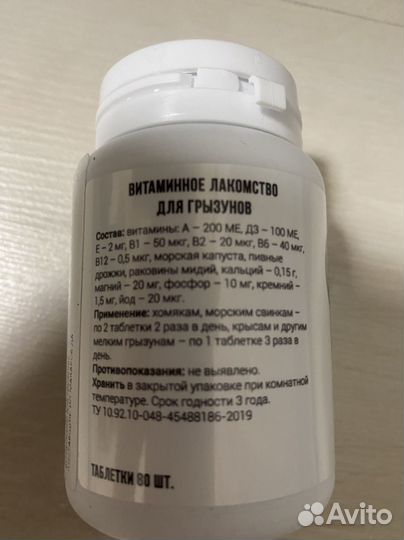 ВИТАМИННОЕ ЛАКОМСТВО
ДЛЯ ГРЫЗУНОВ
Состав: витамины: А – 200 МЕ, Д3 – 100 МЕ,
Е – 2 мг, В1 – 50 мкг, В2 – 20 мкг, В6 – 40 мкг,
В12 – 0,5 мкг, морская капуста, пивные
дрожжи, раковины мидий, кальций – 0,15 г,
магний – 20 мг, фосфор – 10 мг, кремний –
1,5 мг, йод – 20 мкг.
Применение: хомякам, морским свинкам –
по 2 таблетки 2 раза в день, крысам и другим
мелким грызунам – по 1 таблетке 3 раза в
день.
Противопоказания: не выявлено.
Хранить в закрытой упаковке при комнатной
температуре. Срок годности 3 года.
ТУ 10.92.10-048-45488186-2019
ТАБЛЕТКИ 80 ШТ.
Avito